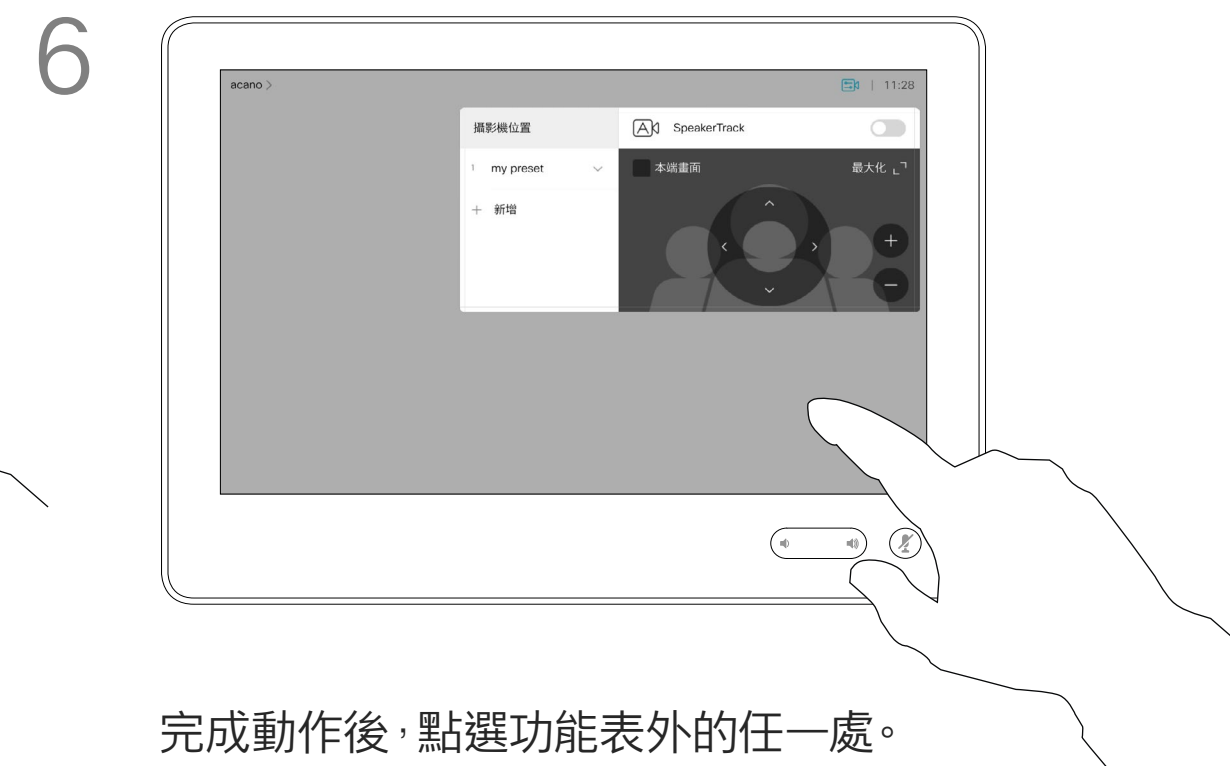 6
acano >
11:28
攝影機位置
SpeakerTrack
1 my preset
本端畫面
最大化
+ 新增
完成動作後，點選功能表外的任一處。